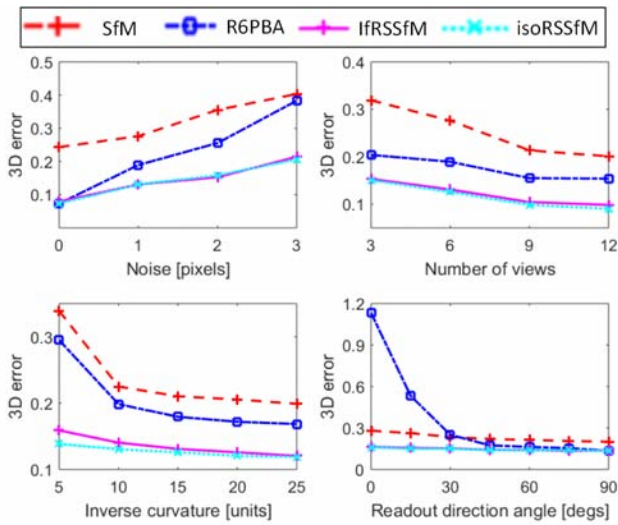 SfM R6PBA IfRSSfM isoRSSfM
0.5
0.4
0.3
0.2
0.1
3D error
0 1 2 3
Noise [pixels]
0.4
0.3
0.2
0.1
3D error
3 6 9 12
Number of views
0.3
0.2
0.1
3D error
5 10 15 20 25
Inverse curvature [units]
1.2
0.9
0.6
0.3
0
3D error
0 30 60 90
Readout direction angle [degs]